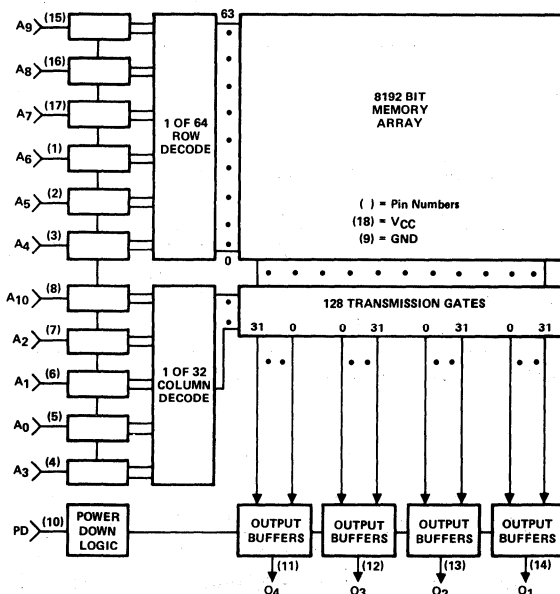 A9 (15)
A8 (16)
A7 (17)
A6 (1)
A5 (2)
A4 (3)
1 OF 64
ROW
DECODE
63
0
8192 BIT
MEMORY
ARRAY
( ) = Pin Numbers
(18) = VCC
(9) = GND
A10 (8)
A2 (7)
A1 (6)
A0 (5)
A3 (4)
1 OF 32
COLUMN
DECODE
128 TRANSMISSION GATES
31 0 0 31 0 31 0 31
PD (10)
POWER
DOWN
LOGIC
OUTPUT
BUFFERS
OUTPUT
BUFFERS
OUTPUT
BUFFERS
OUTPUT
BUFFERS
(11) (12) (13) (14)
O4 O3 O2 O1